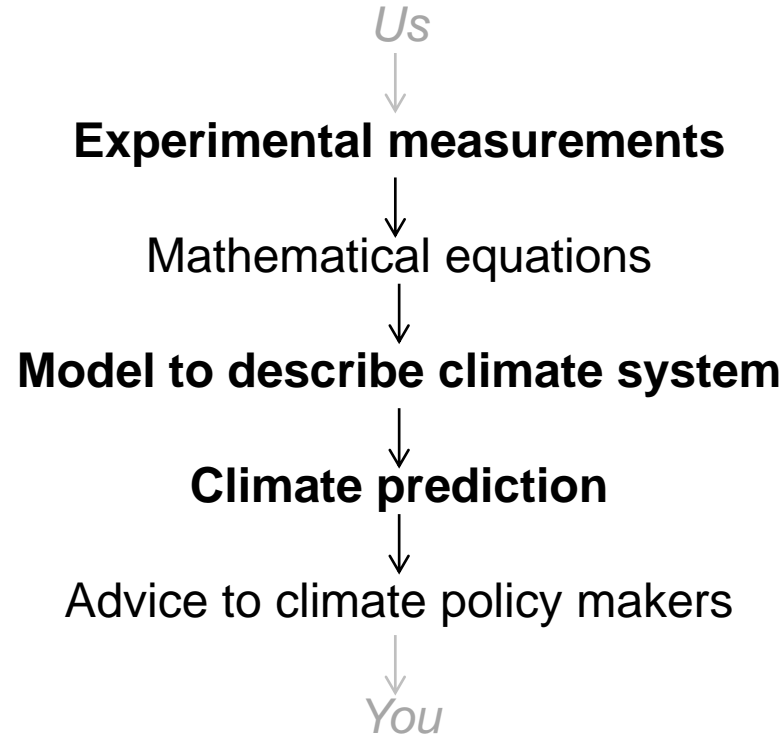 Us
Experimental measurements
Mathematical equations
Model to describe climate system
Climate prediction
Advice to climate policy makers
You